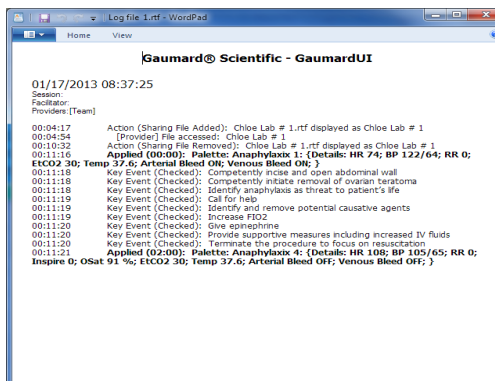 Log file 1.rtf - WordPad
Home View
Gaumard® Scientific - GaumardUI
01/17/2013 08:37:25
Session:
Facilitator:
Providers:[Team]
00:04:17 Action (Sharing File Added): Chloe Lab # 1.rtf displayed as Chloe Lab # 1
00:04:54 [Provider] File accessed: Chloe Lab # 1
00:10:32 Action (Sharing File Removed): Chloe Lab # 1.rtf displayed as Chloe Lab # 1
00:11:16 Applied (00:00): Palette: Anaphylaxix 1: {Details: HR 74; BP 122/64; RR 0;
EtCO2 30; Temp 37.6; Arterial Bleed ON; Venous Bleed ON; }
00:11:18 Key Event (Checked): Competently incise and open abdominal wall
00:11:18 Key Event (Checked): Competently initiate removal of ovarian teratoma
00:11:18 Key Event (Checked): Identify anaphylaxis as threat to patient's life
00:11:19 Key Event (Checked): Call for help
00:11:19 Key Event (Checked): Identify and remove potential causative agents
00:11:19 Key Event (Checked): Increase FIO2
00:11:20 Key Event (Checked): Give epinephrine
00:11:20 Key Event (Checked): Provide supportive measures including increased IV fluids
00:11:20 Key Event (Checked): Terminate the procedure to focus on resuscitation
00:11:21 Applied (02:00): Palette: Anaphylaxix 4: {Details: HR 108; BP 105/65; RR 0;
Inspire 0; OSat 91 %; EtCO2 30; Temp 37.6; Arterial Bleed OFF; Venous Bleed OFF; }